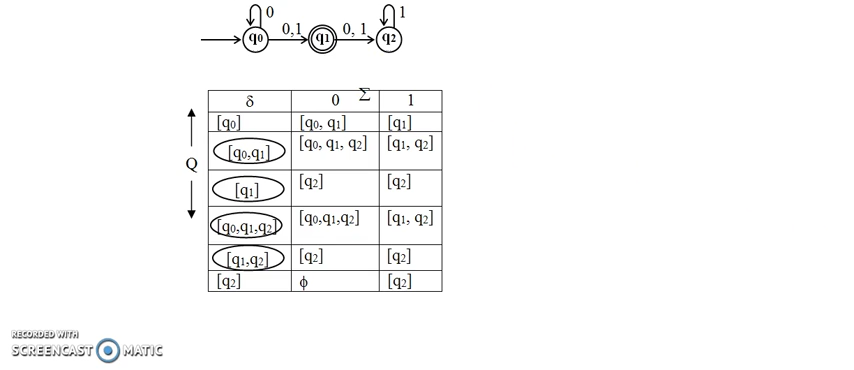 0 1
0,1 0, 1
q0 q1 q2
δ 0 Σ 1
[q0] [q0, q1] [q1]
[q0,q1] [q0, q1, q2] [q1, q2]
Q
[q1] [q2] [q2]
[q0,q1,q2] [q0,q1,q2] [q1, q2]
[q1,q2] [q2] [q2]
[q2] ϕ [q2]
RECORDED WITH
SCREENCAST MATIC